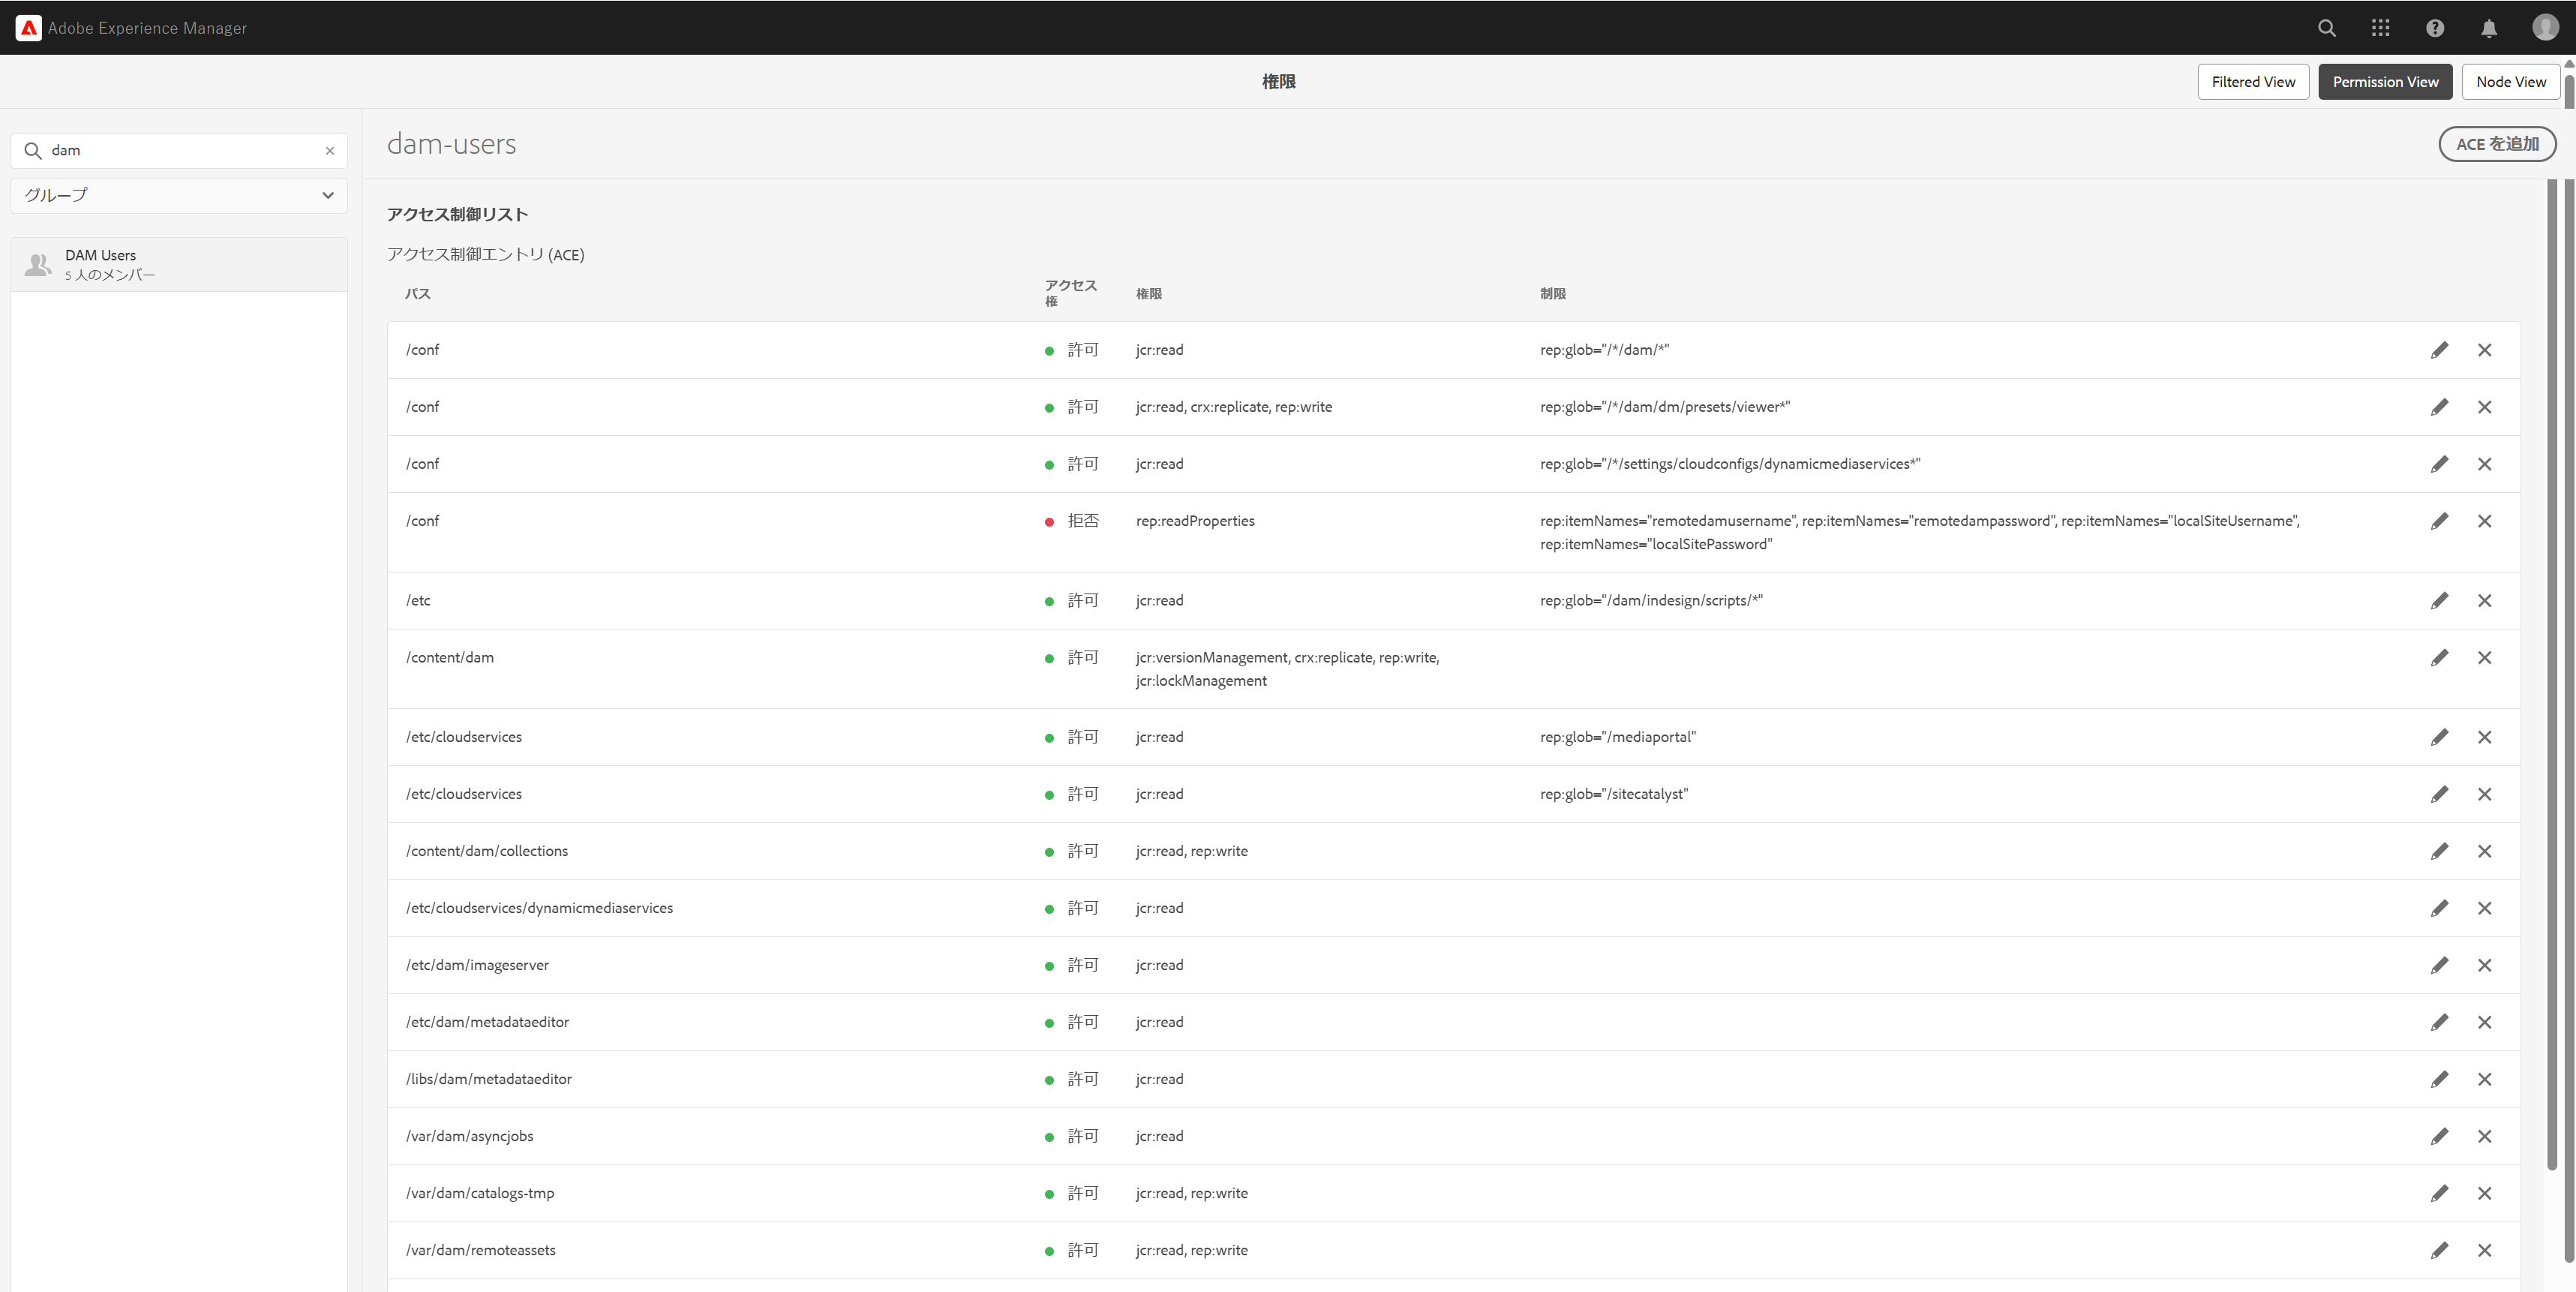 Adobe Experience Manager
権限
Filtered View
Permission View
Node View
dam
グループ
DAM Users
5 人のメンバー
dam-users
ACE を追加
アクセス制御リスト
アクセス制御エントリ (ACE)
パス アクセス権 権限 制限
/conf 許可 jcr:read rep:glob="/*/dam/*"
/conf 許可 jcr:read, crx:replicate, rep:write rep:glob="/*/dam/dm/presets/viewer*"
/conf 許可 jcr:read rep:glob="/*/settings/cloudconfigs/dynamicmediaservices*"
/conf 拒否 rep:readProperties rep:itemNames="remotedamusername", rep:itemNames="remotedampassword", rep:itemNames="localSiteUsername",
rep:itemNames="localSitePassword"
/etc 許可 jcr:read rep:glob="/dam/indesign/scripts/*"
/content/dam 許可 jcr:versionManagement, crx:replicate, rep:write,
jcr:lockManagement
/etc/cloudservices 許可 jcr:read rep:glob="/mediaportal"
/etc/cloudservices 許可 jcr:read rep:glob="/sitecatalyst"
/content/dam/collections 許可 jcr:read, rep:write
/etc/cloudservices/dynamicmediaservices 許可 jcr:read
/etc/dam/imageserver 許可 jcr:read
/etc/dam/metadataeditor 許可 jcr:read
/libs/dam/metadataeditor 許可 jcr:read
/var/dam/asyncjobs 許可 jcr:read
/var/dam/catalogs-tmp 許可 jcr:read, rep:write
/var/dam/remoteassets 許可 jcr:read, rep:write